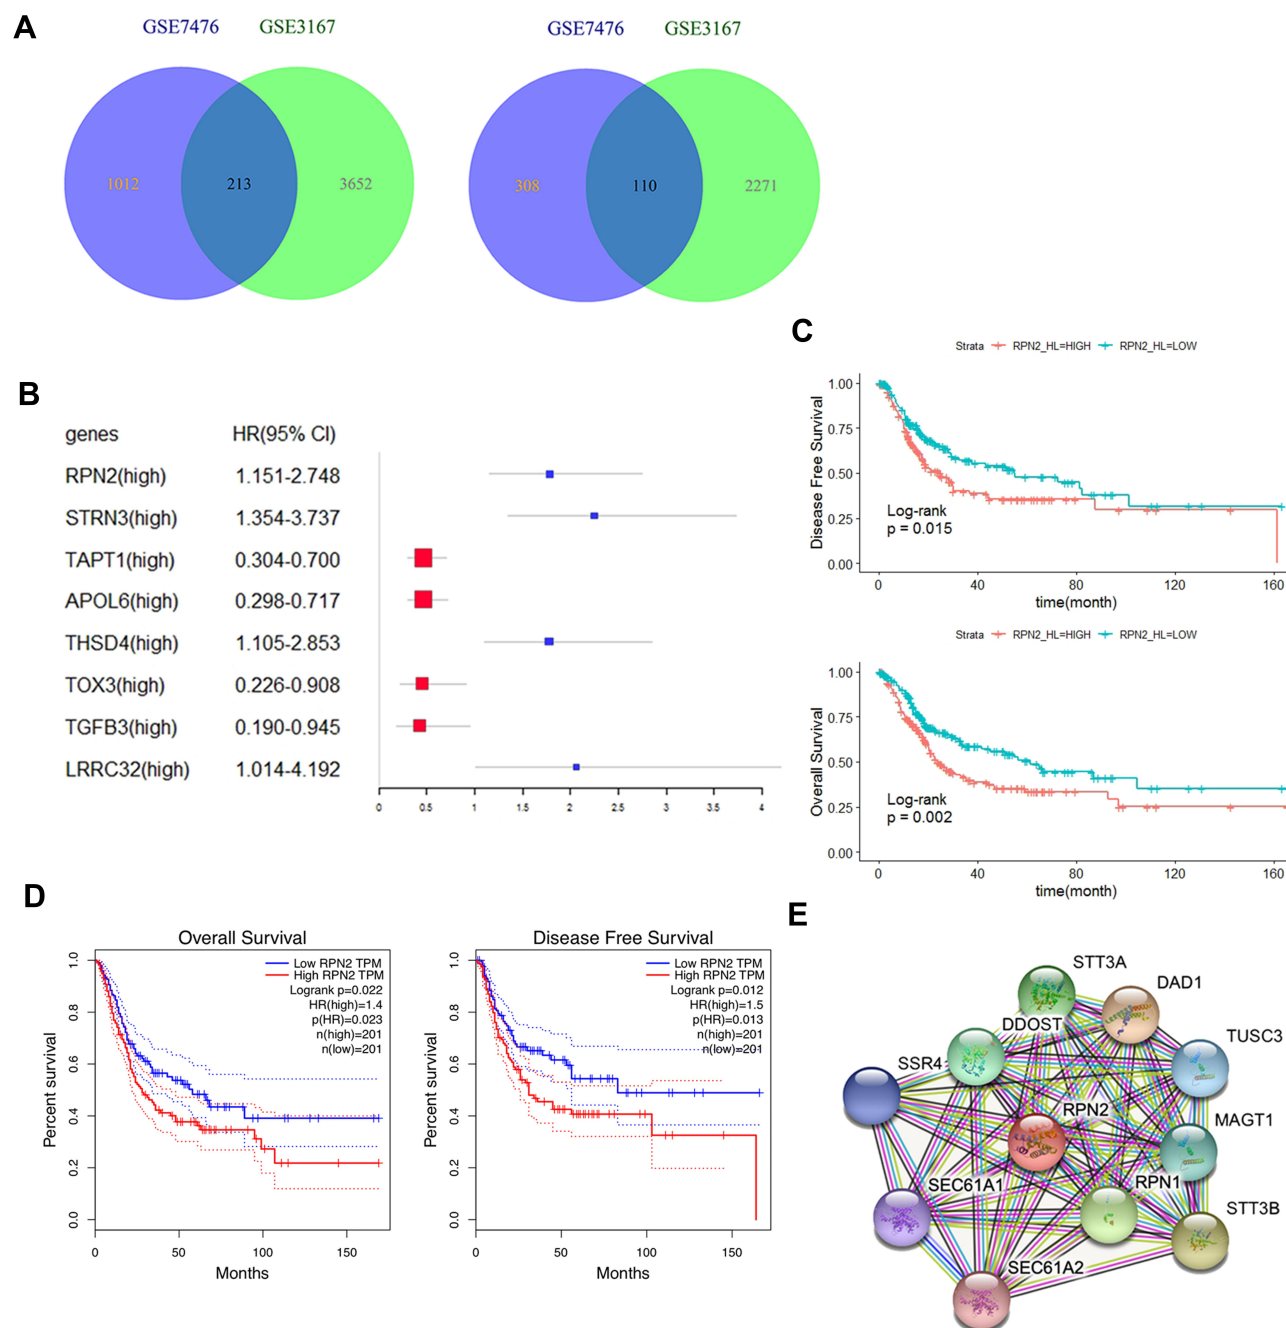 A
GSE7476 GSE3167
1012 213 3652
GSE7476 GSE3167
308 110 2271
B
genes HR(95% CI)
RPN2(high) 1.151-2.748
STRN3(high) 1.354-3.737
TAPT1(high) 0.304-0.700
APOL6(high) 0.298-0.717
THSD4(high) 1.105-2.853
TOX3(high) 0.226-0.908
TGFB3(high) 0.190-0.945
LRRC32(high) 1.014-4.192
0 0.5 1 1.5 2 2.5 3 3.5 4
C
Strata RPN2_HL=HIGH RPN2_HL=LOW
Disease Free Survival
1.00
0.75
0.50
0.25
0.00
Log-rank
p = 0.015
0 40 80 120 160
time(month)
Strata RPN2_HL=HIGH RPN2_HL=LOW
Overall Survival
1.00
0.75
0.50
0.25
0.00
Log-rank
p = 0.002
0 40 80 120 160
time(month)
D
Overall Survival
Percent survival
1.0
0.8
0.6
0.4
0.2
0.0
Low RPN2 TPM
High RPN2 TPM
Logrank p=0.022
HR(high)=1.4
p(HR)=0.023
n(high)=201
n(low)=201
0 50 100 150
Months
Disease Free Survival
Percent survival
1.0
0.8
0.6
0.4
0.2
0.0
Low RPN2 TPM
High RPN2 TPM
Logrank p=0.012
HR(high)=1.5
p(HR)=0.013
n(high)=201
n(low)=201
0 50 100 150
Months
E
STT3A
DAD1
DDOST
TUSC3
SSR4
RPN2
MAGT1
SEC61A1
RPN1
STT3B
SEC61A2